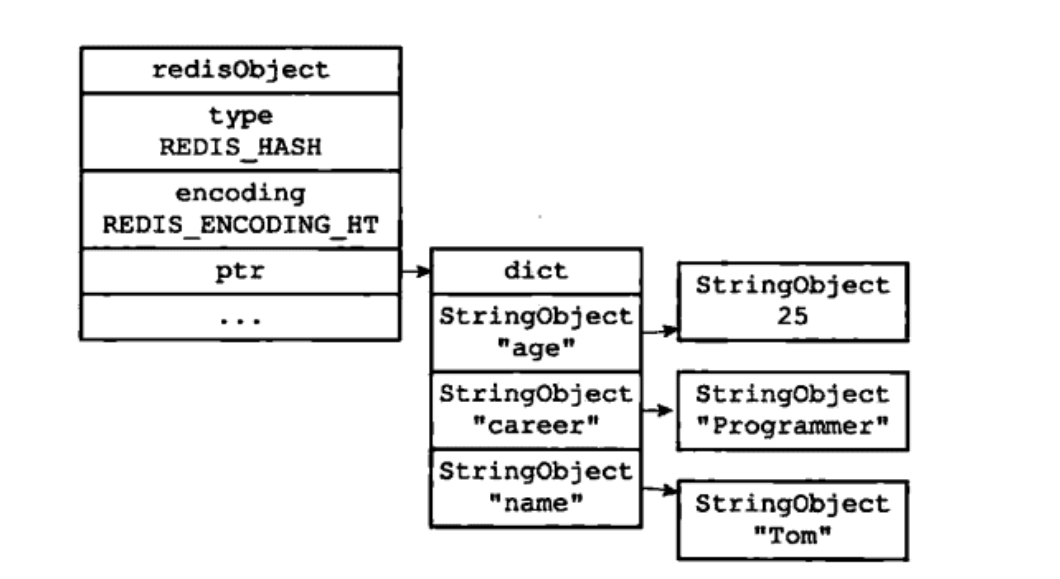 redisObject
type
REDIS_HASH
encoding
REDIS_ENCODING_HT
ptr
...
dict
StringObject
"age"
StringObject
"career"
StringObject
"name"
StringObject
25
StringObject
"Programmer"
StringObject
"Tom"